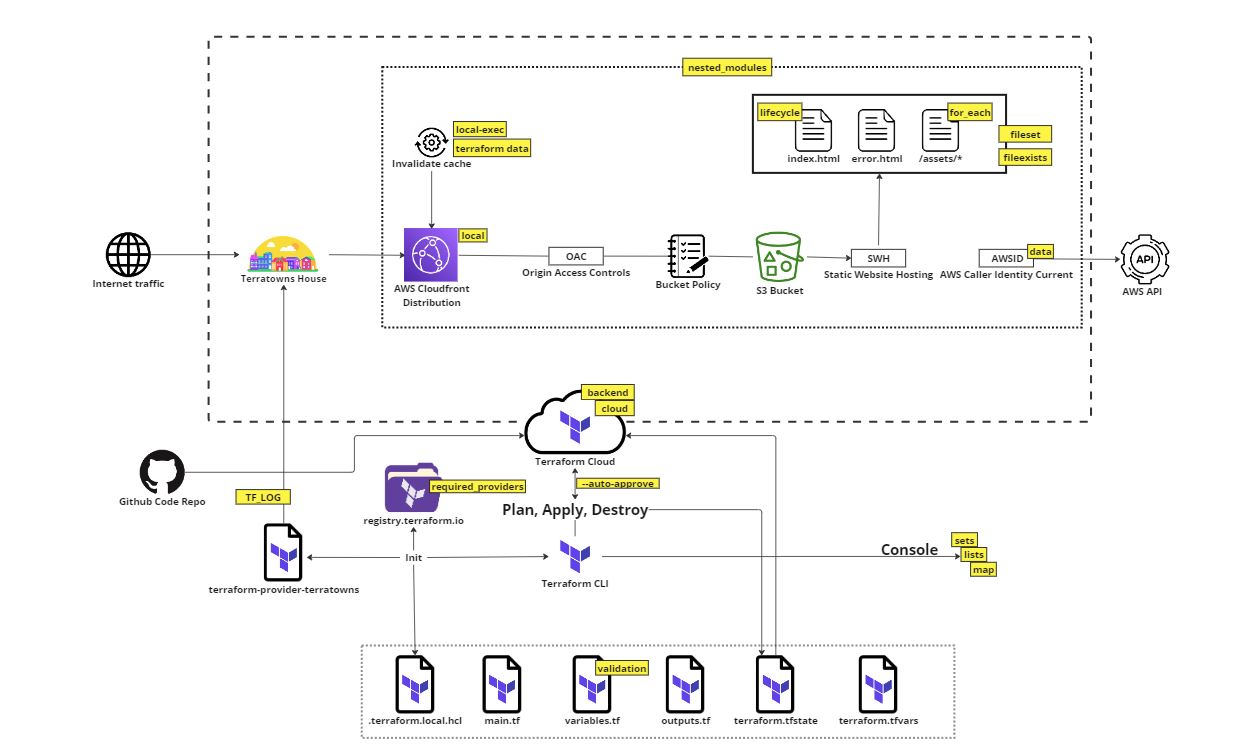 nested_modules
lifecycle
for_each
index.html
error.html
/assets/*
fileset
fileexists
local-exec
terraform data
Invalidate cache
local
Internet traffic
Terratowns House
AWS Cloudfront
Distribution
OAC
Origin Access Controls
Bucket Policy
S3 Bucket
SWH
Static Website Hosting
data
AWSID
AWS Caller Identity Current
API
AWS API
backend
cloud
Terraform Cloud
Github Code Repo
TF_LOG
required_providers
registry.terraform.io
--auto-approve
Plan, Apply, Destroy
Init
terraform-provider-terratowns
Terraform CLI
Console
sets
lists
map
validation
.terraform.local.hcl
main.tf
variables.tf
outputs.tf
terraform.tfstate
terraform.tfvars